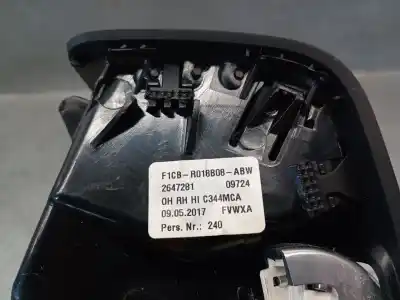 F1CB-R018B08-ABW
2647281 09724
OH RH HI C344MCA
09.05.2017 FVWXA
Pers. Nr.: 240